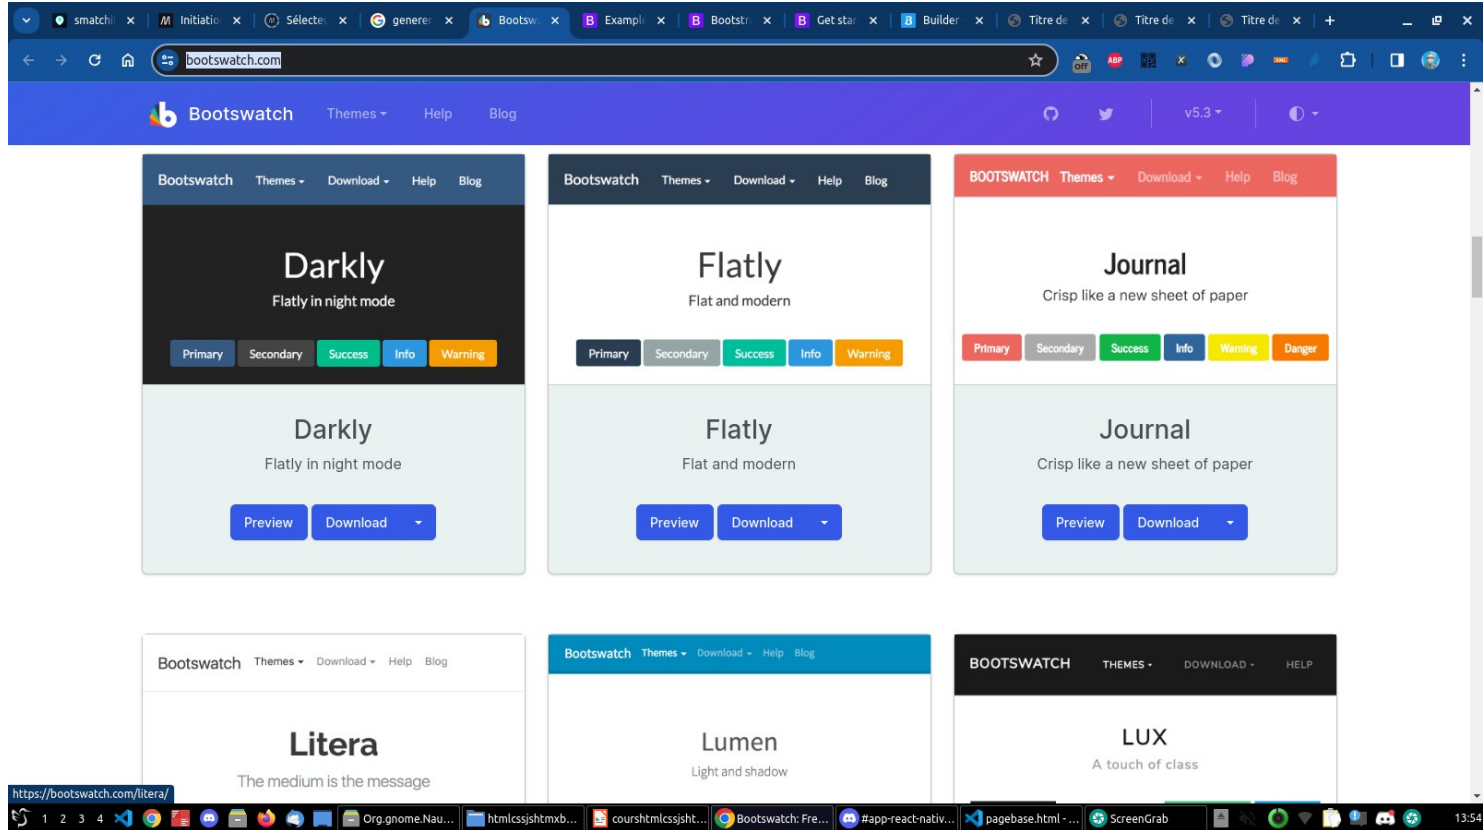 smatchi Initiatio Sélecteu generer Bootswa Example Bootstra Get star Builder Titre de Titre de Titre de
bootswatch.com off ABP
Bootswatch Themes Help Blog v5.3
Bootswatch Themes Download Help Blog
Darkly
Flatly in night mode
Primary Secondary Success Info Warning
Darkly
Flatly in night mode
Preview Download
Bootswatch Themes Download Help Blog
Flatly
Flat and modern
Primary Secondary Success Info Warning
Flatly
Flat and modern
Preview Download
BOOTSWATCH Themes Download Help Blog
Journal
Crisp like a new sheet of paper
Primary Secondary Success Info Warning Danger
Journal
Crisp like a new sheet of paper
Preview Download
Bootswatch Themes Download Help Blog
Litera
The medium is the message
Bootswatch Themes Download Help Blog
Lumen
Light and shadow
BOOTSWATCH THEMES DOWNLOAD HELP
LUX
A touch of class
https://bootswatch.com/litera/
1 2 3 4 Org.gnome.Nau... htmlcssjshtmxb... courshtmlcssjsht... Bootswatch: Fre... #app-react-nativ... pagebase.html - ... ScreenGrab 13:54